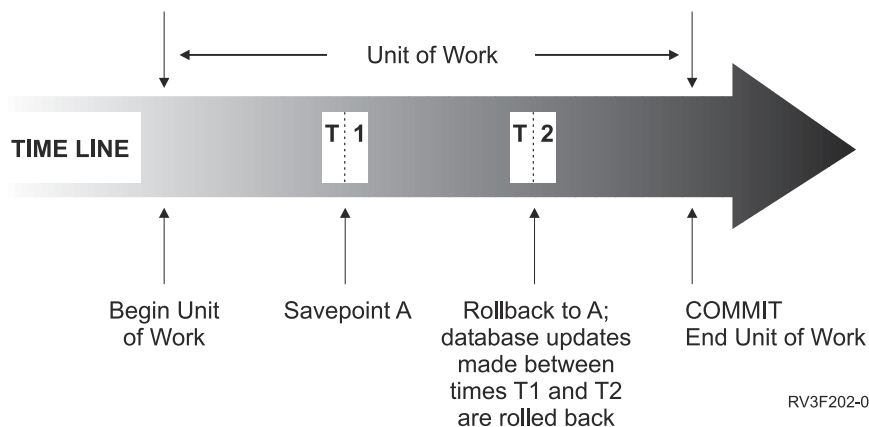 Unit of Work
TIME LINE
T 1
T 2
Begin Unit
of Work
Savepoint A
Rollback to A;
database updates
made between
times T1 and T2
are rolled back
COMMIT
End Unit of Work
RV3F202-0